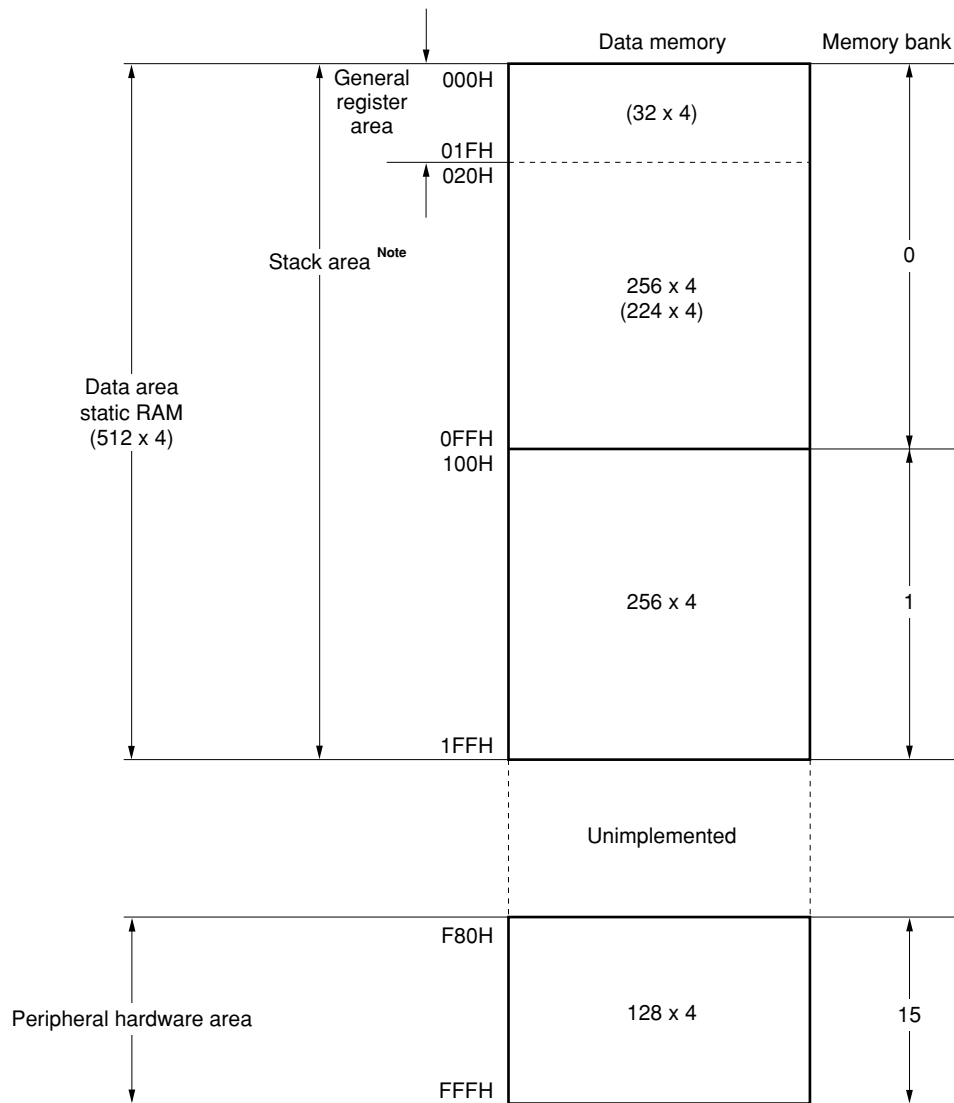 Data memory
Memory bank
General
register
area
000H
(32 x 4)
01FH
020H
Stack area Note
256 x 4
(224 x 4)
0
Data area
static RAM
(512 x 4)
0FFH
100H
256 x 4
1
1FFH
Unimplemented
F80H
Peripheral hardware area
128 x 4
15
FFFH